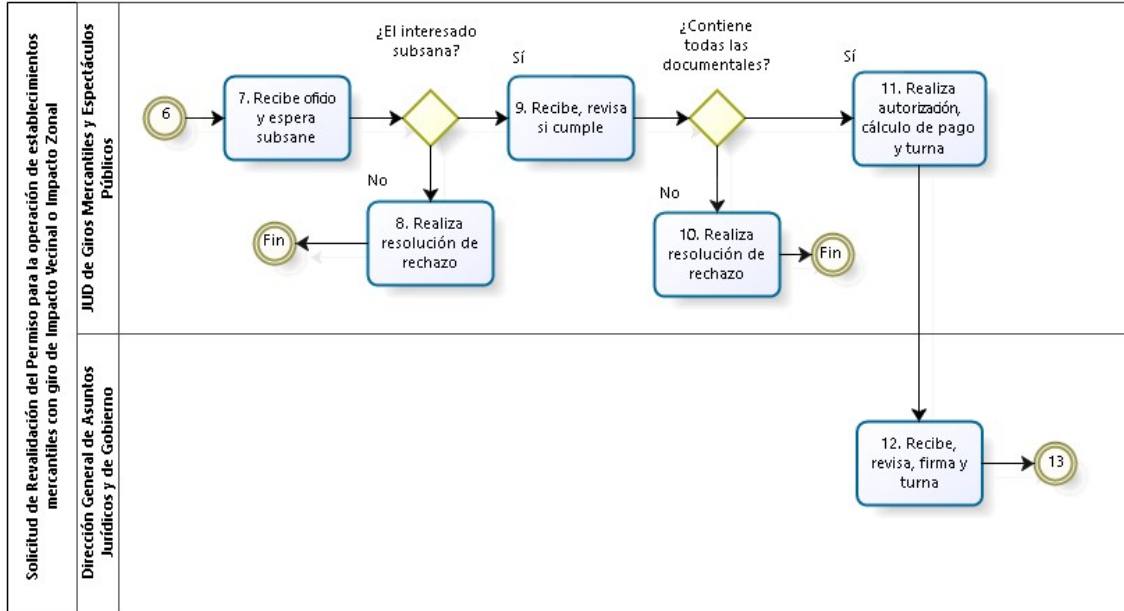 Solicitud de Revalidación del Permiso para la operación de establecimientos
mercantiles con giro de Impacto Vecinal o Impacto Zonal
JUD de Giros Mercantiles y Espectáculos
Públicos
6
7. Recibe oficio
y espera
subsane
¿El interesado
subsana?
Sí
No
8. Realiza
resolución de
rechazo
Fin
9. Recibe, revisa
si cumple
¿Contiene
todas las
documentales?
Sí
No
10. Realiza
resolución de
rechazo
Fin
11. Realiza
autorización,
cálculo de pago
y turna
Dirección General de Asuntos
Jurídicos y de Gobierno
12. Recibe,
revisa, firma y
turna
13